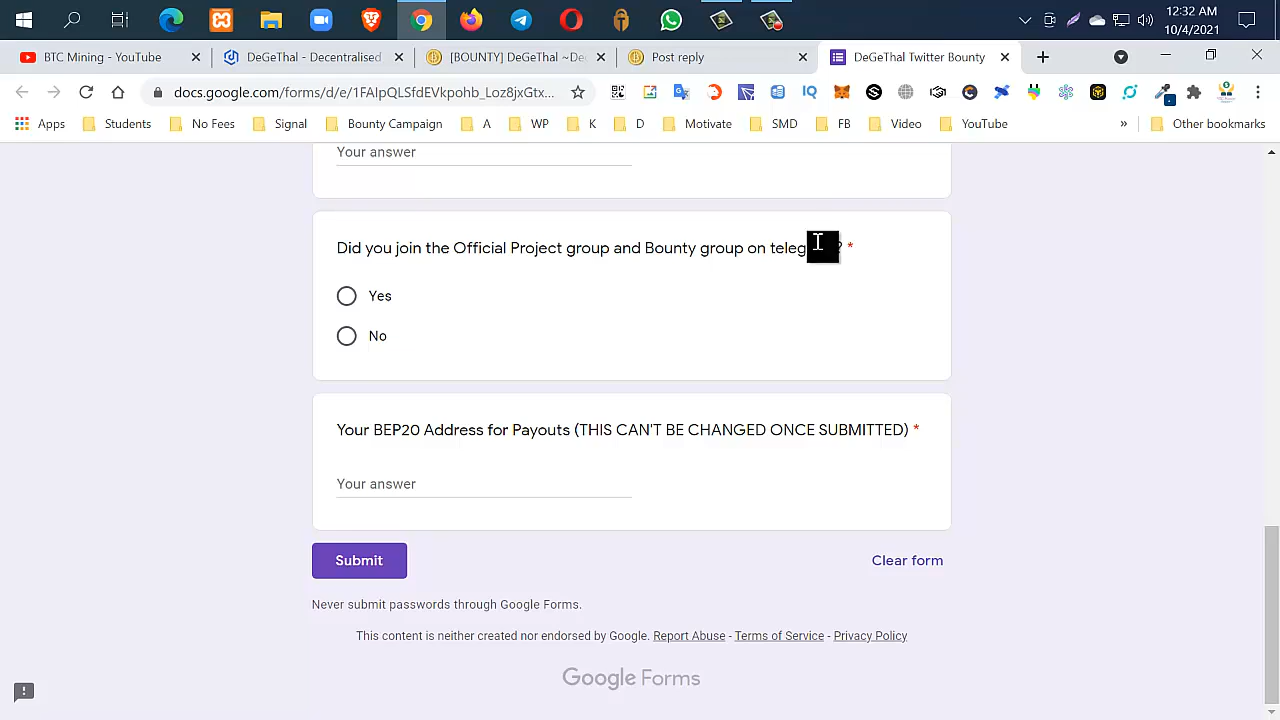 12:32 AM
10/4/2021
BTC Mining - YouTube
DeGeThal - Decentralised
[BOUNTY] DeGeThal - De
Post reply
DeGeThal Twitter Bounty
docs.google.com/forms/d/e/1FAIpQLSfdEVkpohb_Loz8jxGtx...
Apps
Students
No Fees
Signal
Bounty Campaign
A
WP
K
D
Motivate
SMD
FB
Video
YouTube
»
Other bookmarks
Your answer
Did you join the Official Project group and Bounty group on teleg ? *
Yes
No
Your BEP20 Address for Payouts (THIS CAN'T BE CHANGED ONCE SUBMITTED) *
Your answer
Submit
Clear form
Never submit passwords through Google Forms.
This content is neither created nor endorsed by Google. Report Abuse - Terms of Service - Privacy Policy
Google Forms